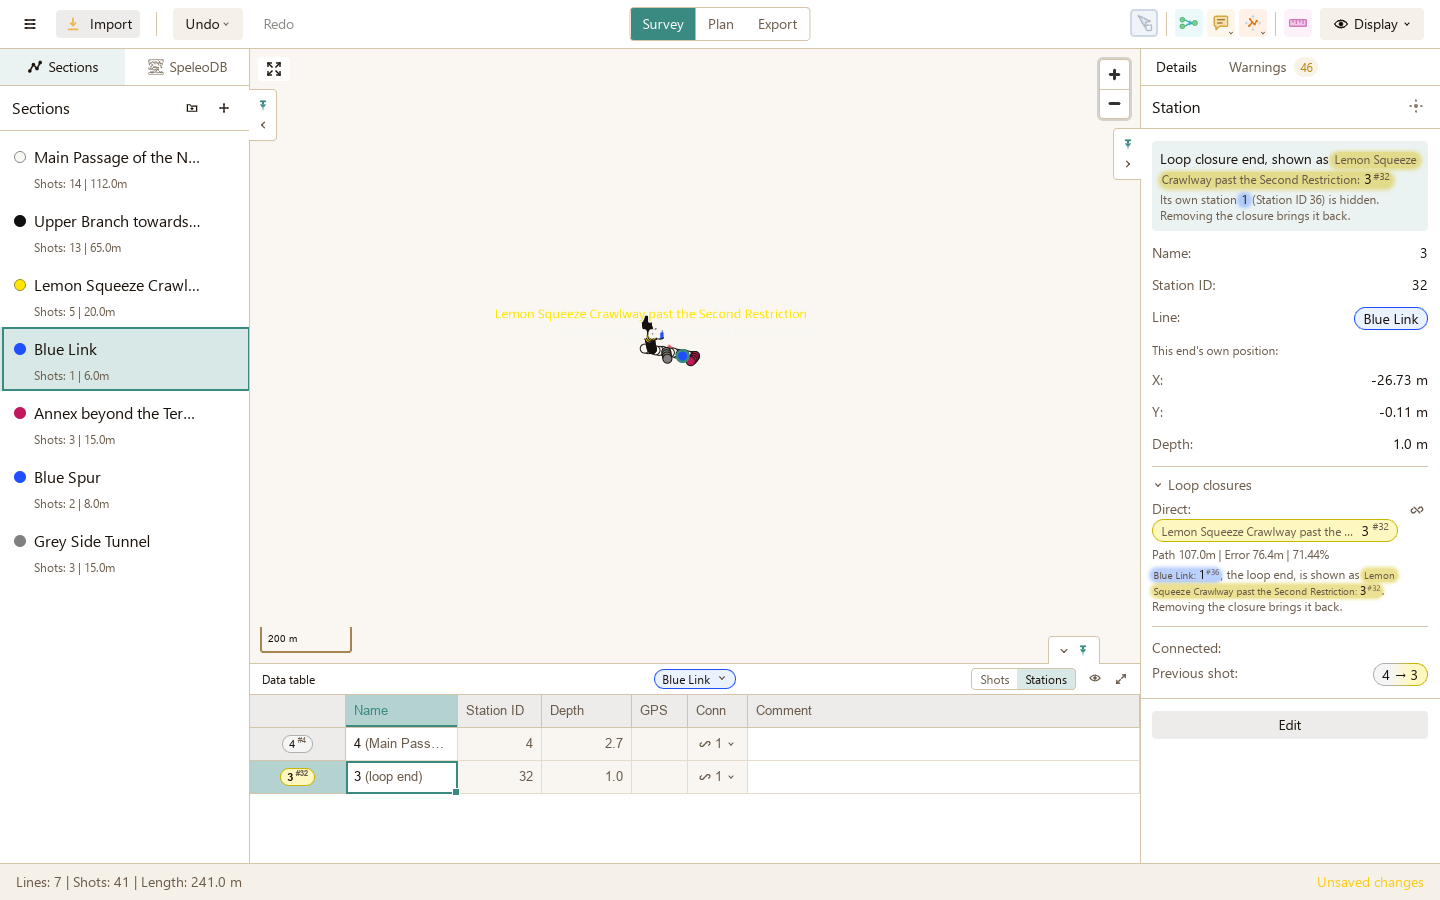 Import
Undo
Redo
Survey
Plan
Export
Display
Sections
SpeleoDB
Details
Warnings 46
Sections
Station
Main Passage of the N...
Shots: 14 | 112.0m
Upper Branch towards...
Shots: 13 | 65.0m
Lemon Squeeze Crawl...
Shots: 5 | 20.0m
Blue Link
Shots: 1 | 6.0m
Annex beyond the Ter...
Shots: 3 | 15.0m
Blue Spur
Shots: 2 | 8.0m
Grey Side Tunnel
Shots: 3 | 15.0m
Lemon Squeeze Crawlway past the Second Restriction
200 m
Loop closure end, shown as Lemon Squeeze
Crawlway past the Second Restriction: 3 #32
Its own station 1 (Station ID 36) is hidden.
Removing the closure brings it back.
Name: 3
Station ID: 32
Line: Blue Link
This end's own position:
X: -26.73 m
Y: -0.11 m
Depth: 1.0 m
Loop closures
Direct:
Lemon Squeeze Crawlway past the ... 3 #32
Path 107.0m | Error 76.4m | 71.44%
Blue Link: 1 #36, the loop end, is shown as Lemon
Squeeze Crawlway past the Second Restriction: 3 #32.
Removing the closure brings it back.
Connected:
Previous shot: 4 → 3
Edit
Data table
Blue Link
Shots
Stations
Name Station ID Depth GPS Conn Comment
4 #4 4 (Main Pass... 4 2.7 1
3 #32 3 (loop end) 32 1.0 1
Lines: 7 | Shots: 41 | Length: 241.0 m
Unsaved changes